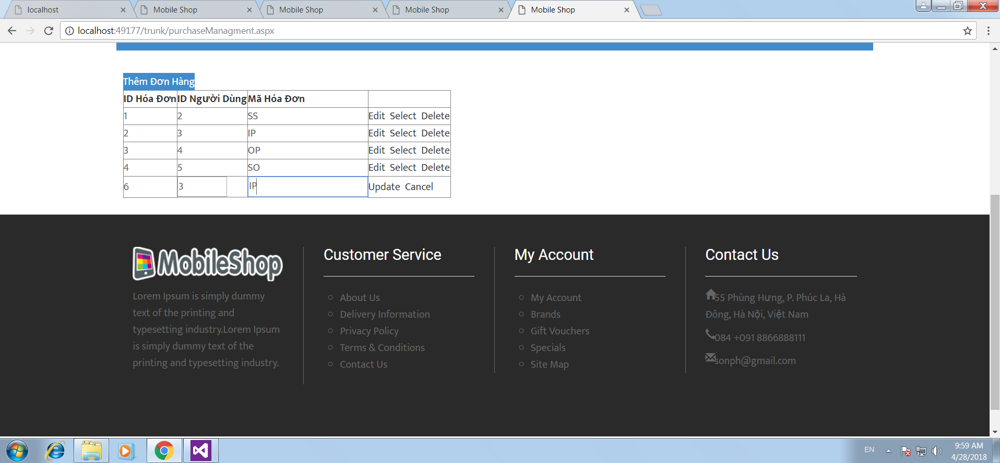 localhost
Mobile Shop
Mobile Shop
Mobile Shop
Mobile Shop
localhost:49177/trunk/purchaseManagment.aspx
Thêm Đơn Hàng
ID Hóa Đơn ID Người Dùng Mã Hóa Đơn
1 2 SS Edit Select Delete
2 3 IP Edit Select Delete
3 4 OP Edit Select Delete
4 5 SO Edit Select Delete
6 3 IP Update Cancel
MobileShop
Lorem Ipsum is simply dummy
text of the printing and
typesetting industry.Lorem Ipsum
is simply dummy text of the
printing and typesetting industry.
Customer Service
About Us
Delivery Information
Privacy Policy
Terms & Conditions
Contact Us
My Account
My Account
Brands
Gift Vouchers
Specials
Site Map
Contact Us
55 Phùng Hưng, P. Phúc La, Hà
Đông, Hà Nội, Việt Nam
084 +091 8866888111
sonph@gmail.com
EN
9:59 AM
4/28/2018